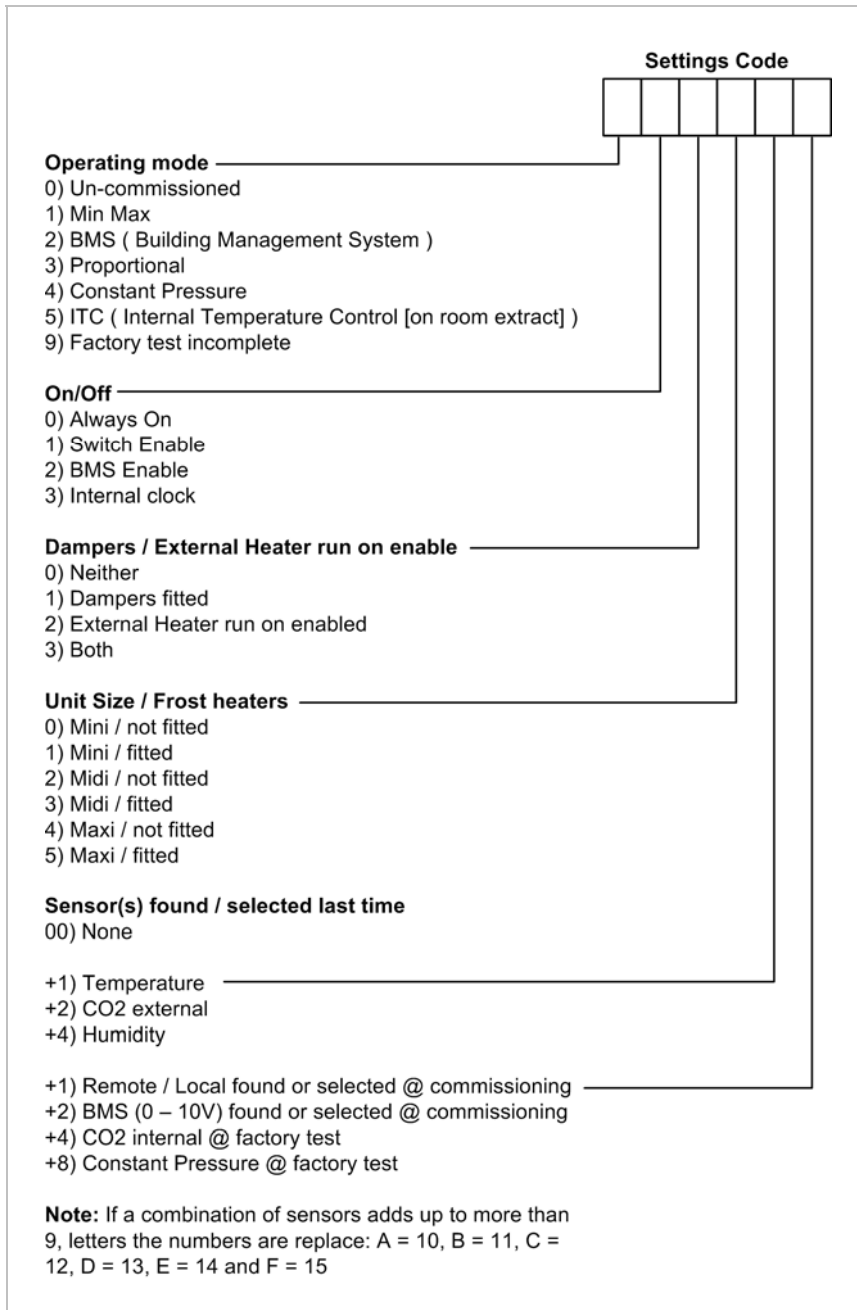 Settings Code
Operating mode
0) Un-commissioned
1) Min Max
2) BMS ( Building Management System )
3) Proportional
4) Constant Pressure
5) ITC ( Internal Temperature Control [on room extract] )
9) Factory test incomplete
On/Off
0) Always On
1) Switch Enable
2) BMS Enable
3) Internal clock
Dampers / External Heater run on enable
0) Neither
1) Dampers fitted
2) External Heater run on enabled
3) Both
Unit Size / Frost heaters
0) Mini / not fitted
1) Mini / fitted
2) Midi / not fitted
3) Midi / fitted
4) Maxi / not fitted
5) Maxi / fitted
Sensor(s) found / selected last time
00) None
+1) Temperature
+2) CO2 external
+4) Humidity
+1) Remote / Local found or selected @ commissioning
+2) BMS (0 – 10V) found or selected @ commissioning
+4) CO2 internal @ factory test
+8) Constant Pressure @ factory test
Note: If a combination of sensors adds up to more than
9, letters the numbers are replace: A = 10, B = 11, C =
12, D = 13, E = 14 and F = 15